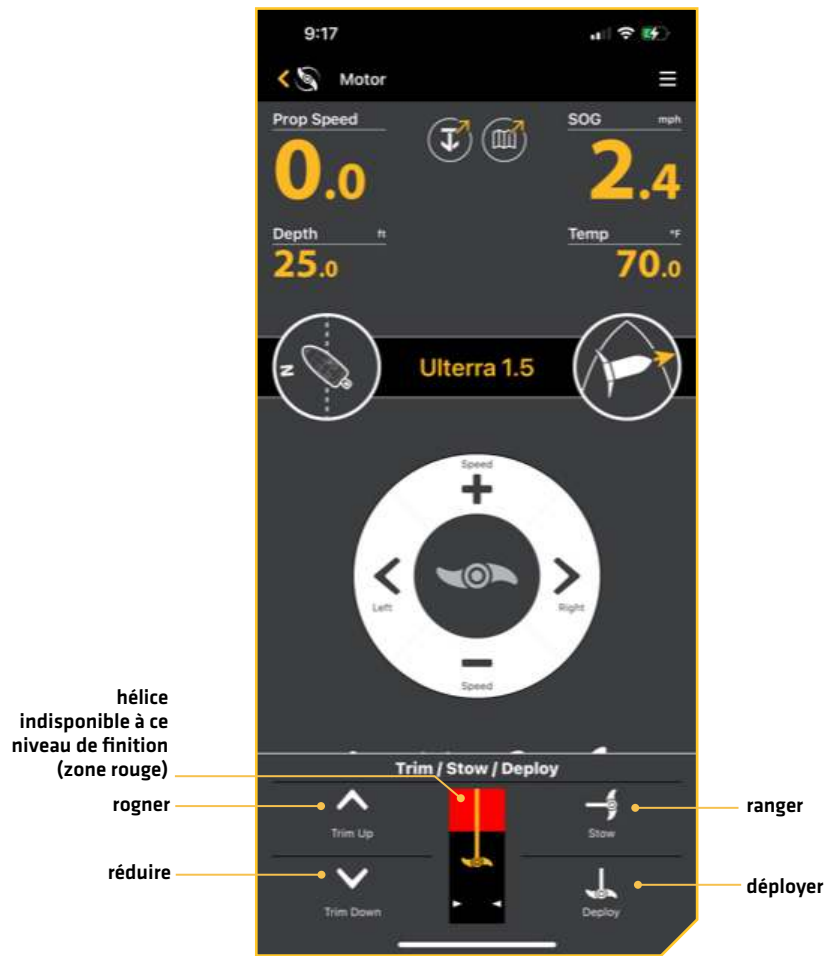 9:17
Motor
Prop Speed
0.0
SOG mph
2.4
Depth ft
25.0
Temp °F
70.0
N
Ulterra 1.5
Speed
+
Left
Right
Speed
hélice
indisponible à ce
niveau de finition
(zone rouge)
Trim / Stow / Deploy
rogner
Trim Up
Stow
ranger
réduire
Trim Down
Deploy
déployer